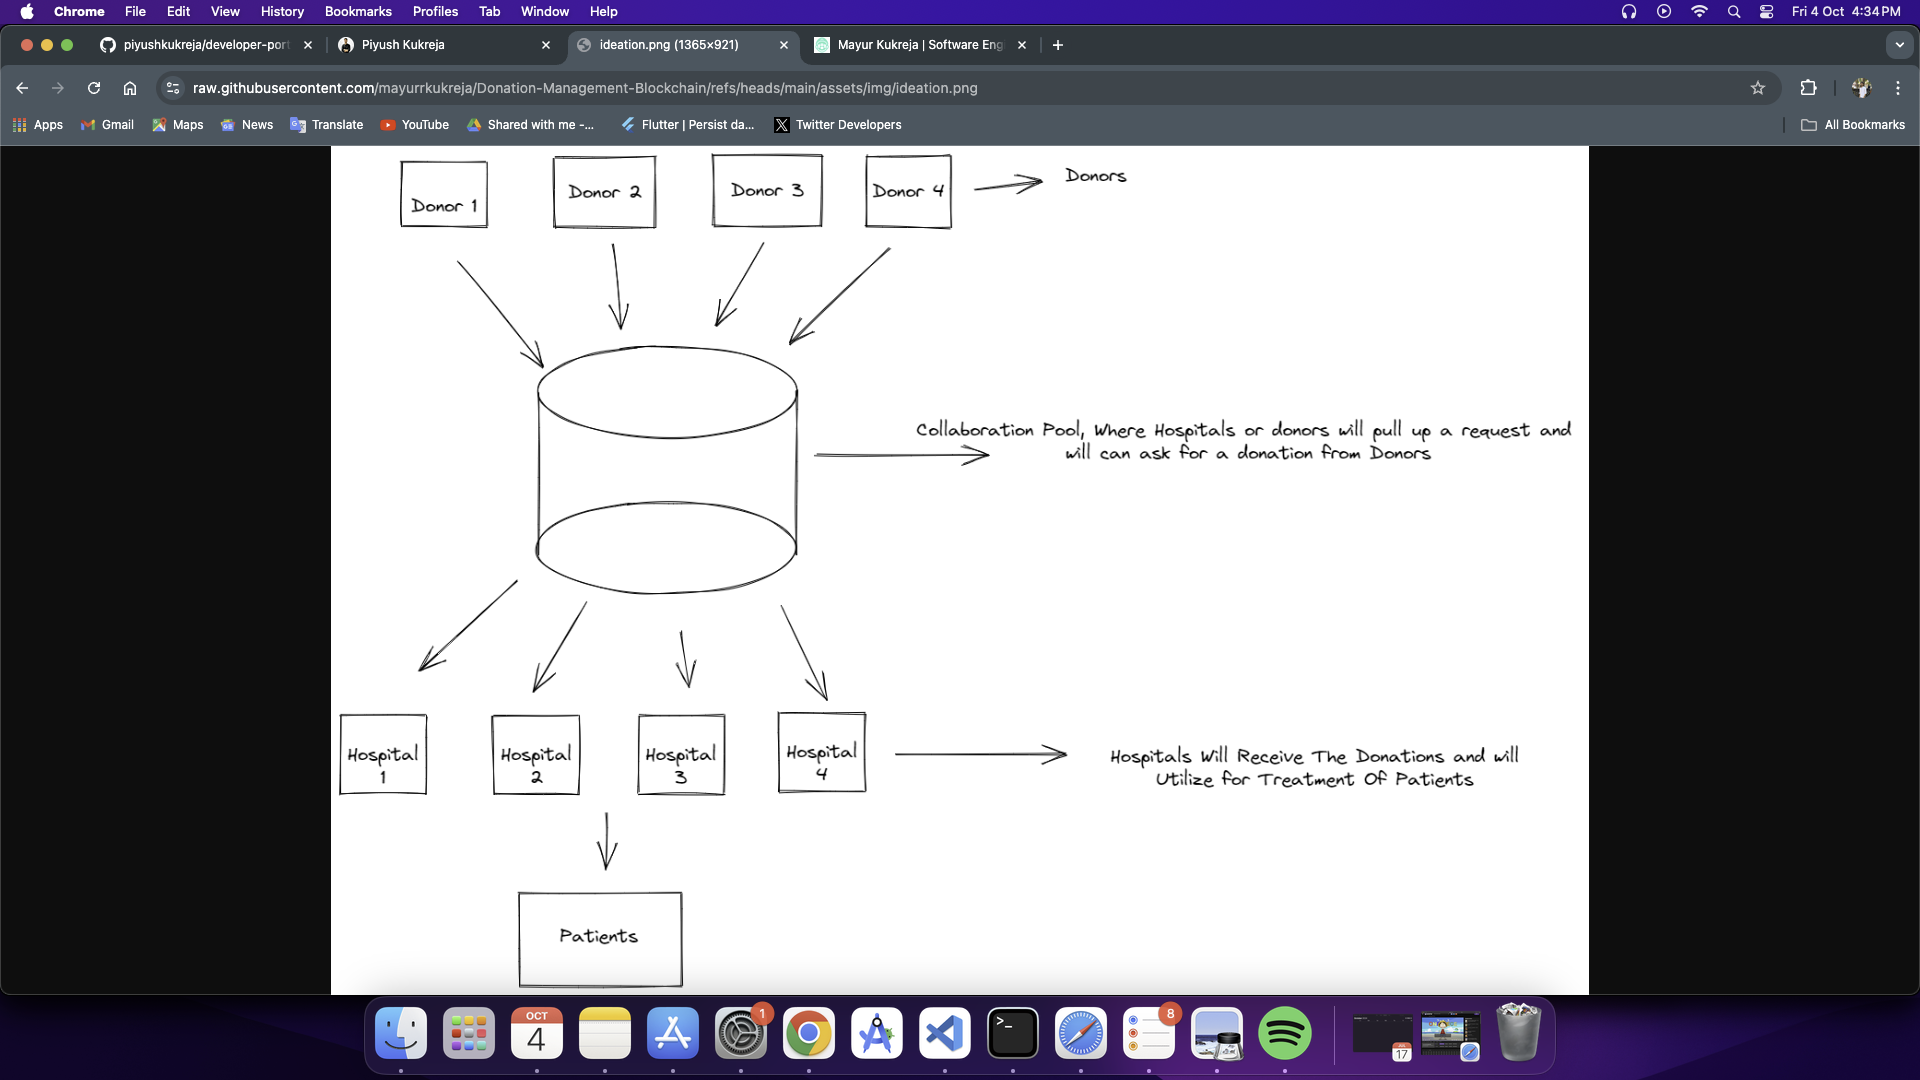 Chrome File Edit View History Bookmarks Profiles Tab Window Help Fri 4 Oct 4:34 PM
piyushkukreja/developer-port Piyush Kukreja ideation.png (1365×921) Mayur Kukreja | Software Eng
raw.githubusercontent.com/mayurrkukreja/Donation-Management-Blockchain/refs/heads/main/assets/img/ideation.png
Apps Gmail Maps News Translate YouTube Shared with me -... Flutter | Persist da... Twitter Developers All Bookmarks
Donor 1 Donor 2 Donor 3 Donor 4 Donors
Collaboration Pool, Where Hospitals or donors will pull up a request and
will can ask for a donation from Donors
Hospital
1
Hospital
2
Hospital
3
Hospital
4
Hospitals Will Receive The Donations and will
Utilize for Treatment Of Patients
Patients
OCT
4
1
>_
8
17